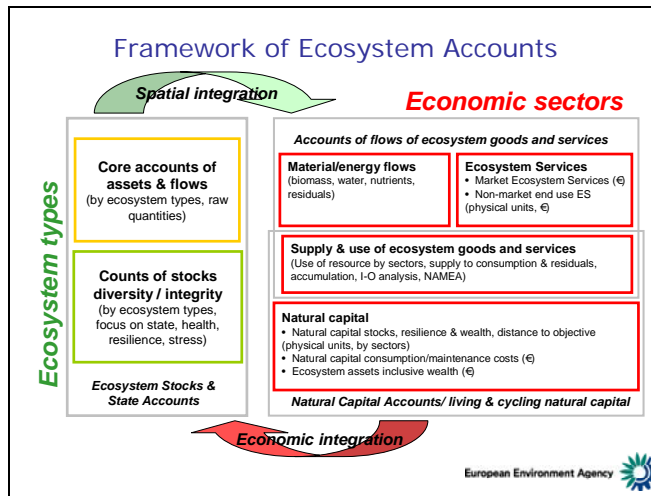 Framework of Ecosystem Accounts
Spatial integration
Economic sectors
Ecosystem types
Core accounts of
assets & flows
(by ecosystem types, raw
quantities)
Counts of stocks
diversity / integrity
(by ecosystem types,
focus on state, health,
resilience, stress)
Ecosystem Stocks &
State Accounts
Accounts of flows of ecosystem goods and services
Material/energy flows
(biomass, water, nutrients,
residuals)
Ecosystem Services
• Market Ecosystem Services (€)
• Non-market end use ES
(physical units, €)
Supply & use of ecosystem goods and services
(Use of resource by sectors, supply to consumption & residuals,
accumulation, I-O analysis, NAMEA)
Natural capital
• Natural capital stocks, resilience & wealth, distance to objective
(physical units, by sectors)
• Natural capital consumption/maintenance costs (€)
• Ecosystem assets inclusive wealth (€)
Natural Capital Accounts/ living & cycling natural capital
Economic integration
European Environment Agency